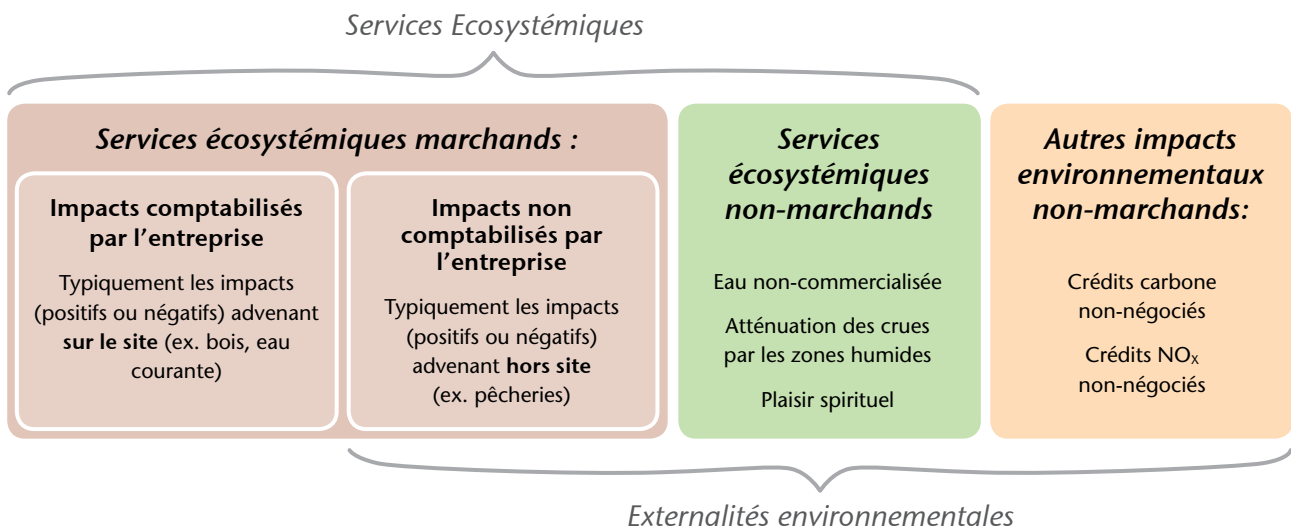 Services Ecosystémiques
Services écosystémiques marchands :
Impacts comptabilisés
par l’entreprise
Typiquement les impacts
(positifs ou négatifs) advenant
sur le site (ex. bois, eau
courante)
Impacts non
comptabilisés par
l’entreprise
Typiquement les impacts
(positifs ou négatifs)
advenant hors site
(ex. pêcheries)
Services
écosystémiques
non-marchands
Eau non-commercialisée
Atténuation des crues
par les zones humides
Plaisir spirituel
Autres impacts
environnementaux
non-marchands:
Crédits carbone
non-négociés
Crédits NOx
non-négociés
Externalités environnementales